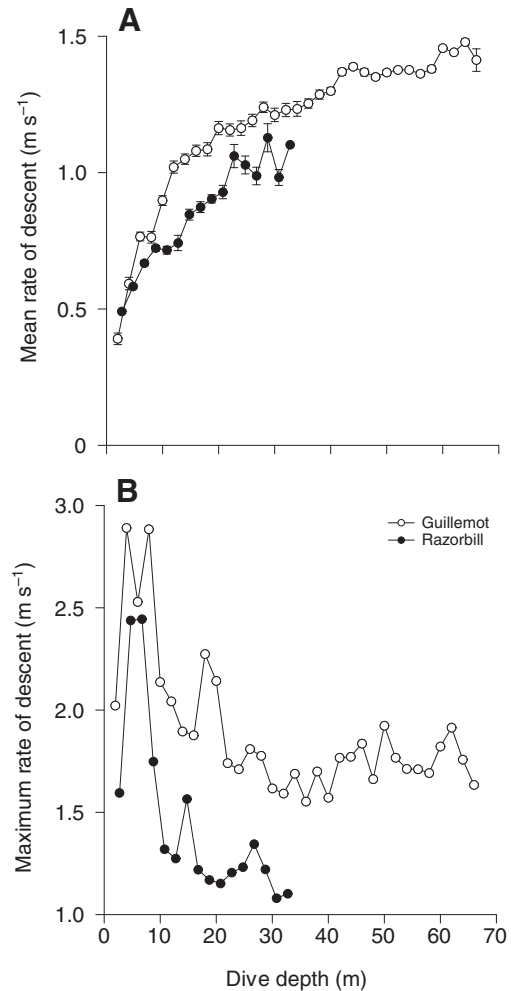 A
1.5
1.0
0.5
0
Mean rate of descent (m s⁻¹)
B
3.0
2.5
2.0
1.5
1.0
Maximum rate of descent (m s⁻¹)
Guillemot
Razorbill
0 10 20 30 40 50 60 70
Dive depth (m)